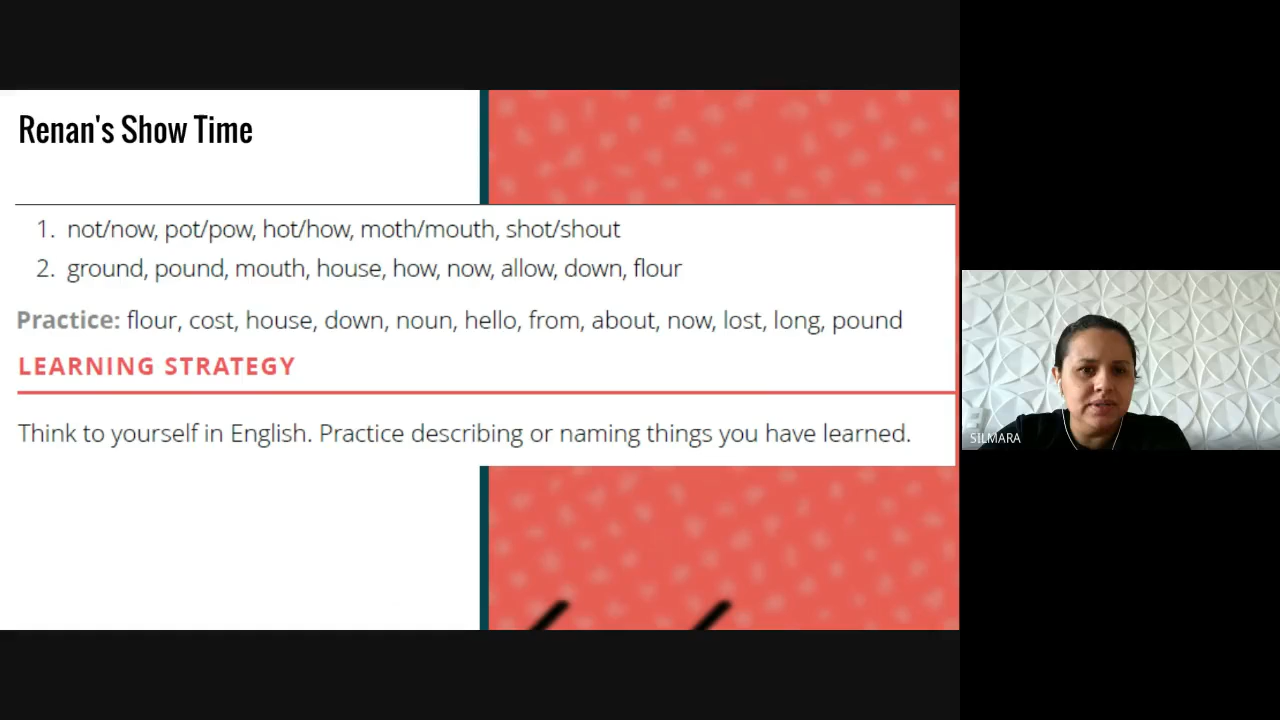 Renan's Show Time
1. not/now, pot/pow, hot/how, moth/mouth, shot/shout
2. ground, pound, mouth, house, how, now, allow, down, flour
Practice: flour, cost, house, down, noun, hello, from, about, now, lost, long, pound
LEARNING STRATEGY
Think to yourself in English. Practice describing or naming things you have learned.
SILMARA